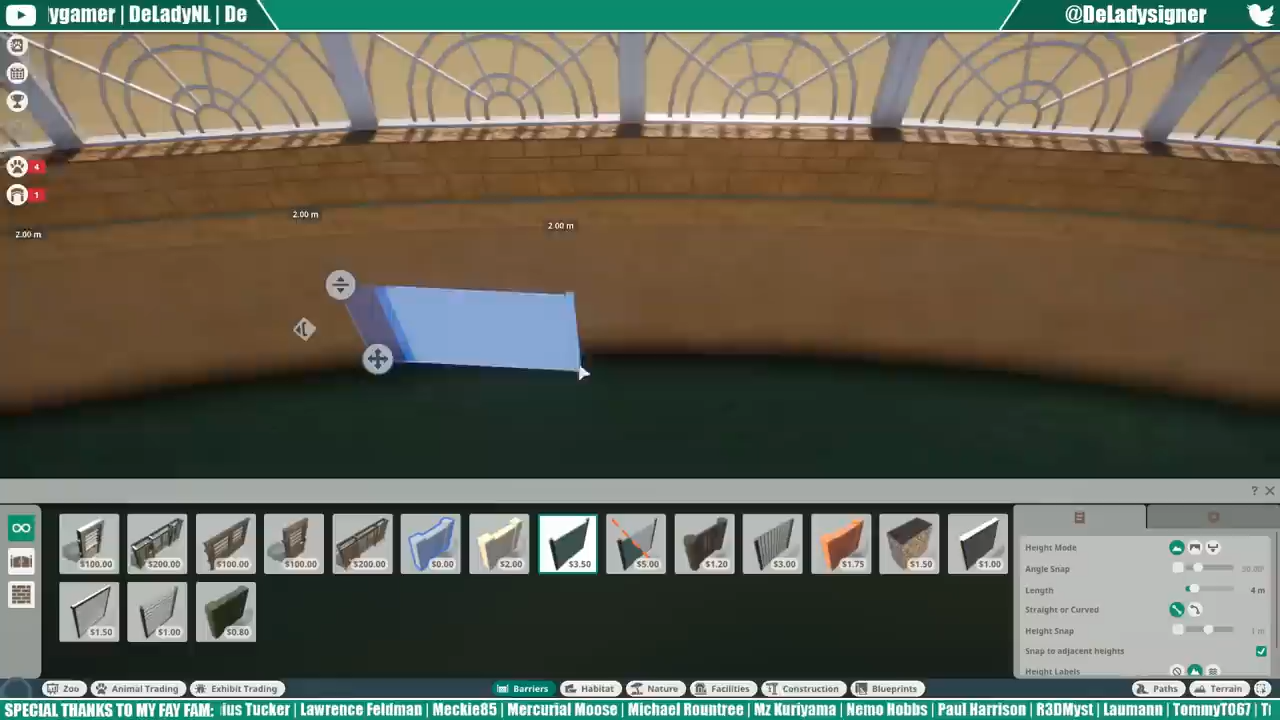 ygamer | DeLadyNL | De
@DeLadysigner
4
1
2.00 m
2.00 m
2.00 m
?
$100.00
$200.00
$100.00
$100.00
$200.00
$0.00
$2.00
$3.50
$5.00
$1.20
$3.00
$1.75
$1.50
$1.00
$1.50
$1.00
$0.80
Height Mode
Angle Snap
Length
4 m
Straight or Curved
Height Snap
1 m
Snap to adjacent heights
Height Labels
Zoo
Animal Trading
Exhibit Trading
Barriers
Habitat
Nature
Facilities
Construction
Blueprints
Paths
Terrain
SPECIAL THANKS TO MY FAY FAM: ius Tucker | Lawrence Feldman | Meckie85 | Mercurial Moose | Michael Rountree | Mz Kuriyama | Nemo Hobbs | Paul Harrison | R3DMyst | Laumann | TommyTO67 |